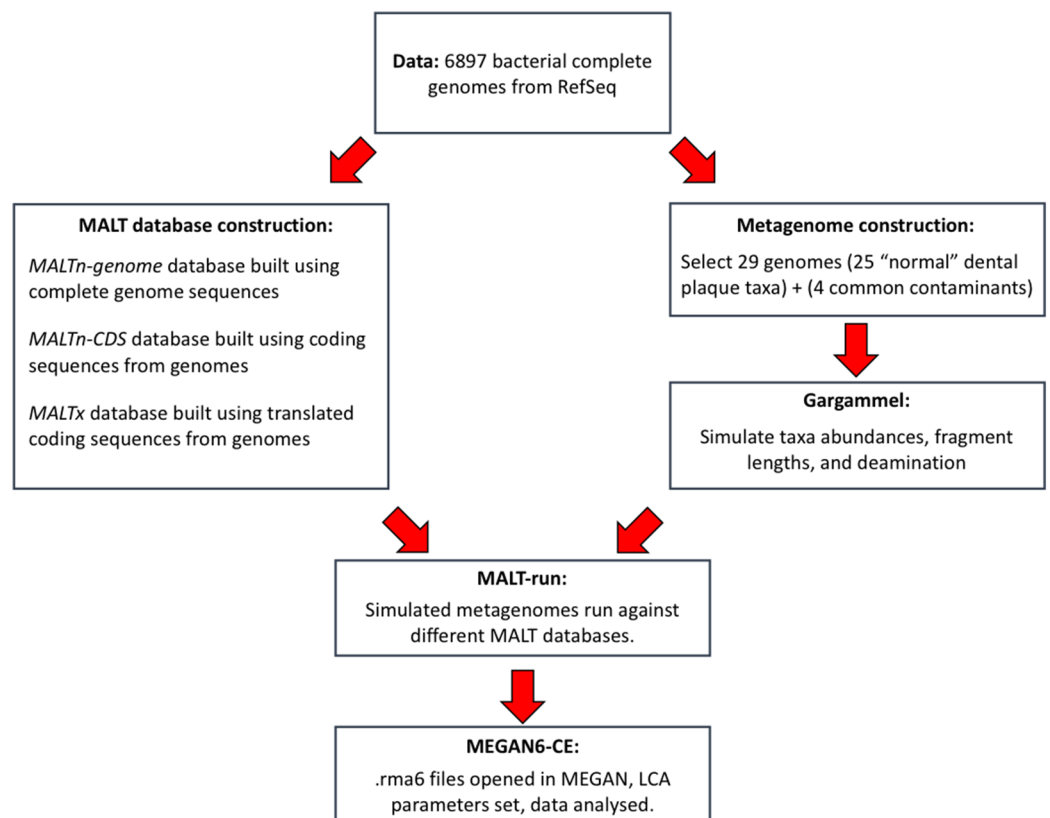 Data: 6897 bacterial complete
genomes from RefSeq
MALT database construction:
MALTn-genome database built using
complete genome sequences
MALTn-CDS database built using coding
sequences from genomes
MALTx database built using translated
coding sequences from genomes
Metagenome construction:
Select 29 genomes (25 “normal” dental
plaque taxa) + (4 common contaminants)
Gargammel:
Simulate taxa abundances, fragment
lengths, and deamination
MALT-run:
Simulated metagenomes run against
different MALT databases.
MEGAN6-CE:
.rma6 files opened in MEGAN, LCA
parameters set, data analysed.